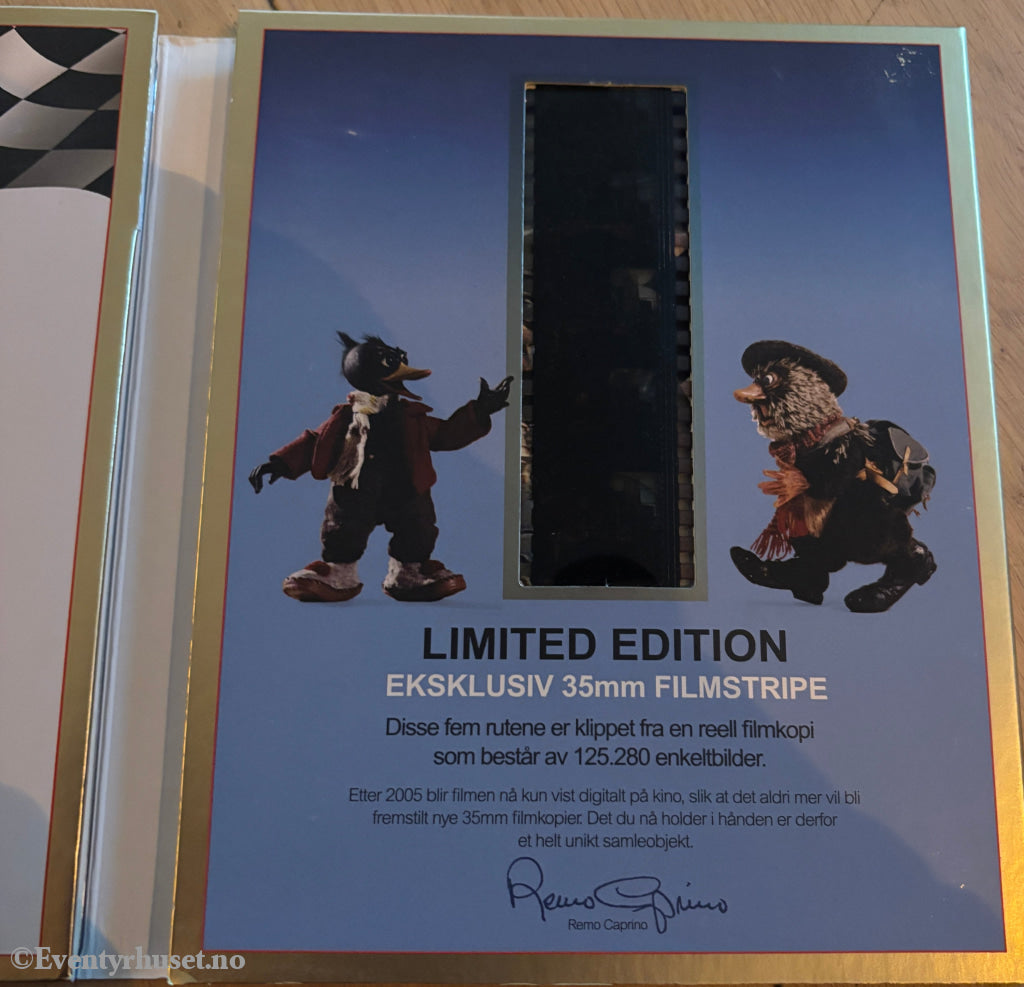 LIMITED EDITION
EKSKLUSIV 35mm FILMSTRIPE
Disse fem rutene er klippet fra en reell filmkopi
som består av 125.280 enkeltbilder.
Etter 2005 blir filmen nå kun vist digitalt på kino, slik at det aldri mer vil bli
fremstilt nye 35mm filmkopier. Det du nå holder i hånden er derfor
et helt unikt samleobjekt.
Remo Caprino
Remo Caprino
©Eventyrhuset.no